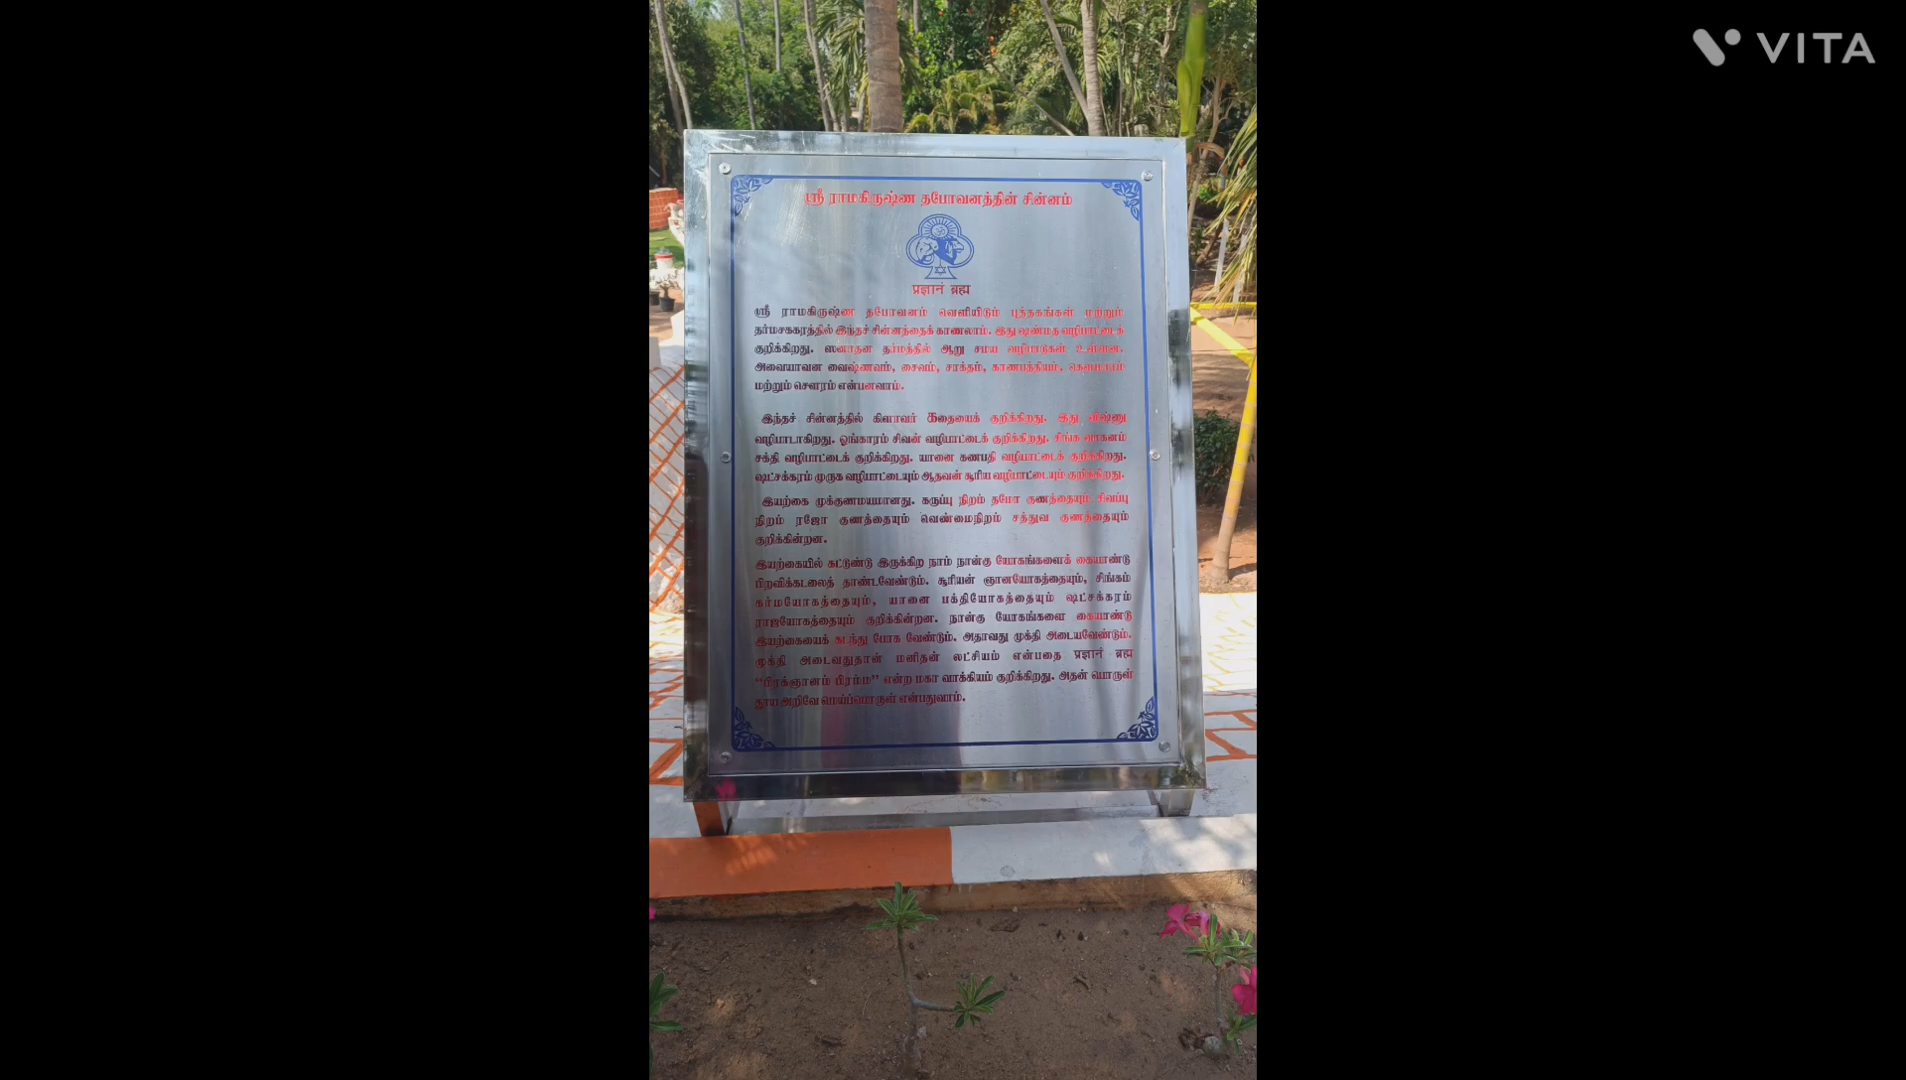 VITA
ஸ்ரீ ராமகிருஷ்ண தபோவனத்தின் சின்னம்
प्रज्ञानं ब्रह्म
ஸ்ரீ ராமகிருஷ்ண தபோவனம் வெளியிடும் புத்தகங்கள் மற்றும்
தர்மசககரத்தில் இந்தச் சின்னத்தைக் காணலாம். இது ஷண்மத வழிபாட்டைக்
குறிக்கிறது. ஸனாதன தர்மத்தில் ஆறு சமய வழிபாடுகள் உள்ளன.
அவையாவன வைஷ்ணவம், சைவம், சாக்தம், காணபத்தியம், கௌமாரம்
மற்றும் சௌரம் என்பனவாம்.
இந்தச் சின்னத்தில் கிளாவர் கீதையைக் குறிக்கிறது. இது விஷ்ணு
வழிபாடாகிறது. ஓங்காரம் சிவன் வழிபாட்டைக் குறிக்கிறது. சிங்க வாகனம்
சக்தி வழிபாட்டைக் குறிக்கிறது. யானை கணபதி வழிபாட்டைக் குறிக்கிறது.
ஷட்சக்கரம் முருக வழிபாட்டையும் ஆதவன் சூரிய வழிபாட்டையும் குறிக்கிறது.
இயற்கை முக்குணமயமானது. கருப்பு நிறம் தமோ குணத்தையும் சிவப்பு
நிறம் ரஜோ குணத்தையும் வெண்மைநிறம் சத்துவ குணத்தையும்
குறிக்கின்றன.
இயற்கையில் கட்டுண்டு இருக்கிற நாம் நான்கு யோகங்களைக் கையாண்டு
பிறவிக்கடலைத் தாண்டவேண்டும். சூரியன் ஞானயோகத்தையும், சிங்கம்
கர்மயோகத்தையும், யானை பக்தியோகத்தையும் ஷட்சக்கரம்
ராஜயோகத்தையும் குறிக்கின்றன. நான்கு யோகங்களை கையாண்டு
இயற்கையைக் கடந்து போக வேண்டும். அதாவது முக்தி அடையவேண்டும்.
முக்தி அடைவதுதான் மனிதன் லட்சியம் என்பதை प्रज्ञानं ब्रह्म
“பிரக்ஞானம் பிரம்ம” என்ற மகா வாக்கியம் குறிக்கிறது. அதன் பொருள்
தூய அறிவே மெய்ப்பொருள் என்பதுவாம்.